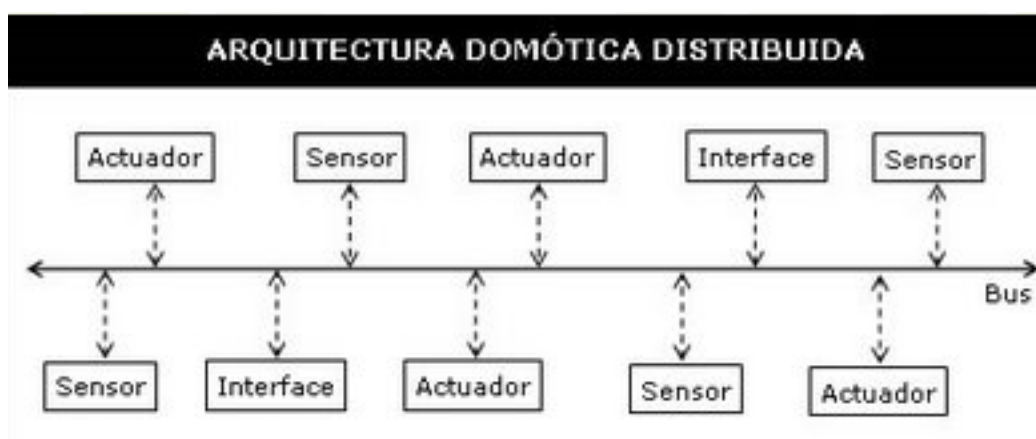 ARQUITECTURA DOMÓTICA DISTRIBUIDA
Actuador Sensor Actuador Interface Sensor
Bus
Sensor Interface Actuador Sensor Actuador